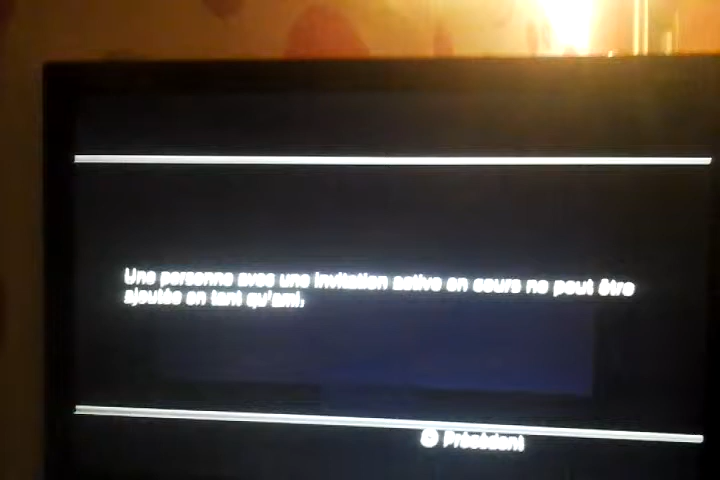 Une personne avec une invitation active en cours ne peut être
ajoutée en tant qu'ami.
Précédent